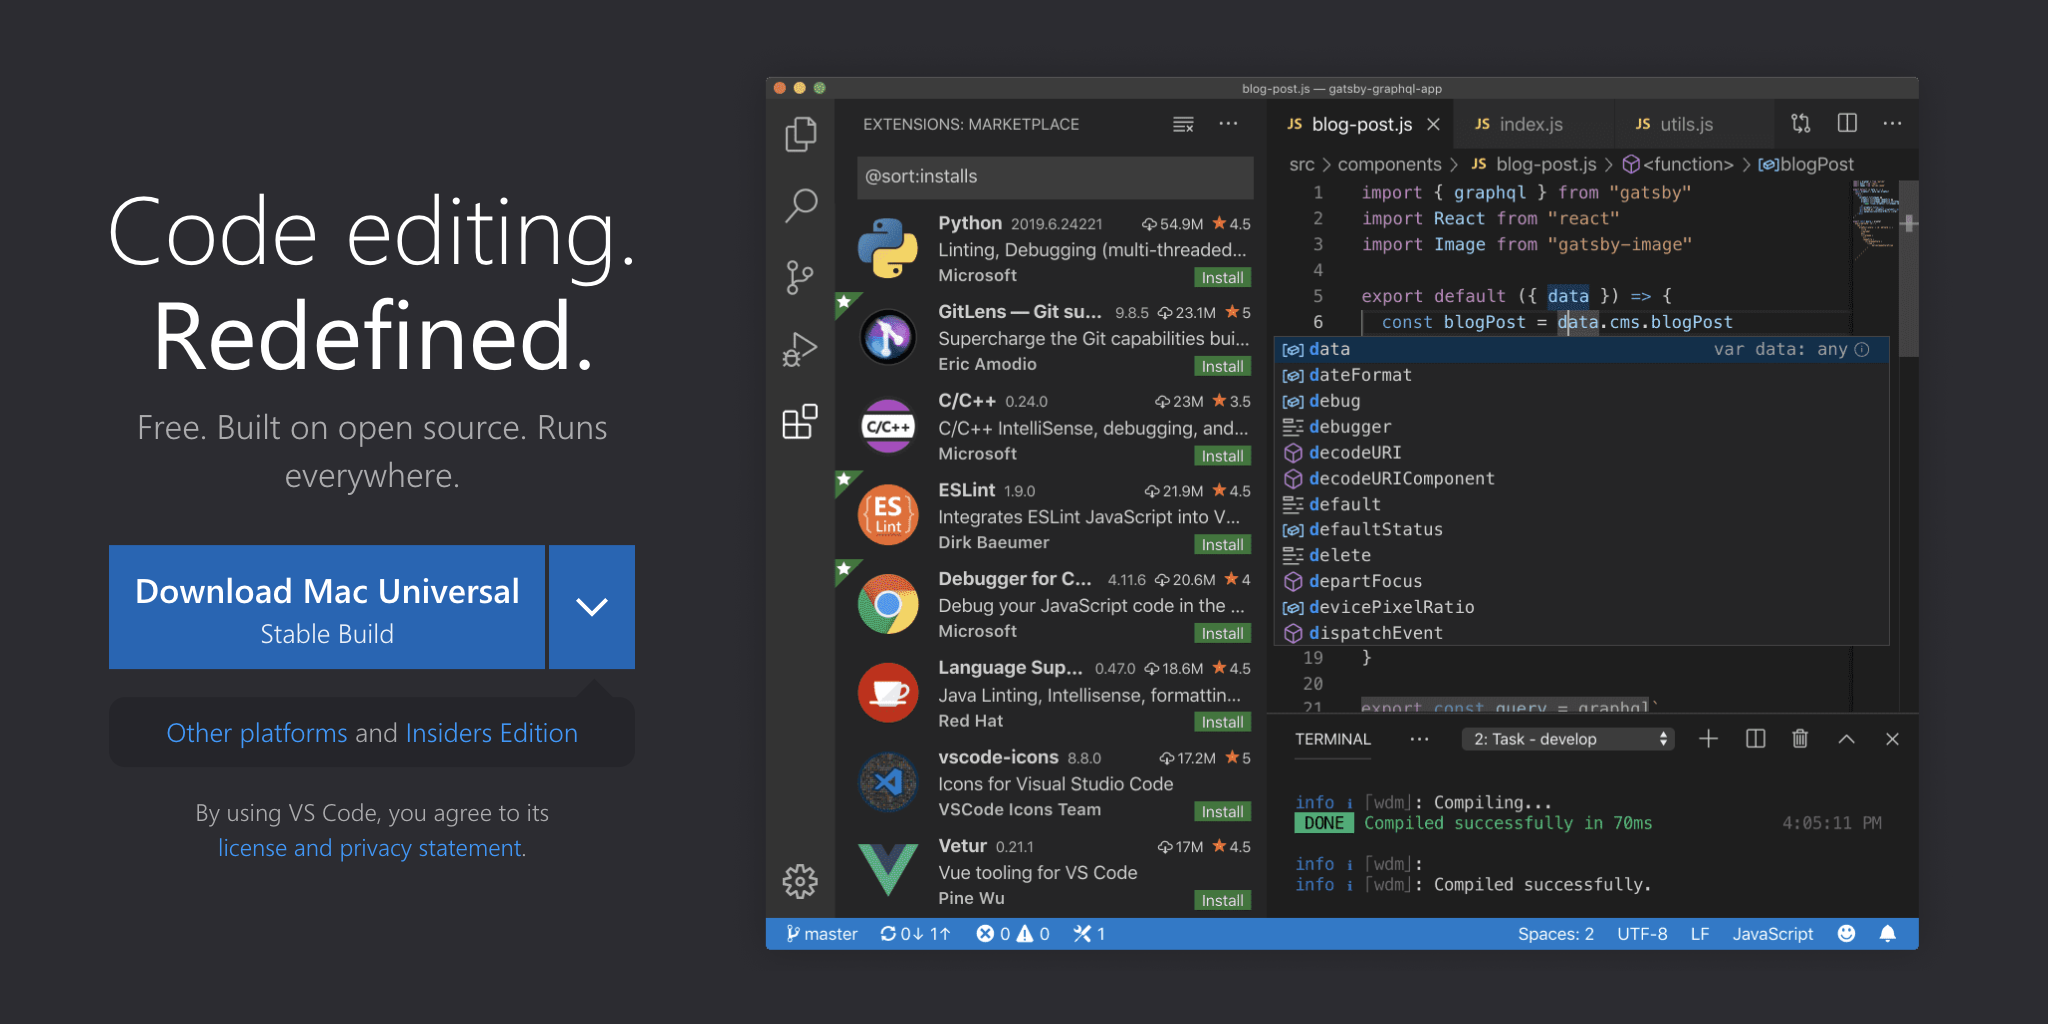 Code editing.
Redefined.
Free. Built on open source. Runs
everywhere.
Download Mac Universal
Stable Build
Other platforms and Insiders Edition
By using VS Code, you agree to its
license and privacy statement.
blog-post.js — gatsby-graphql-app
EXTENSIONS: MARKETPLACE
@sort:installs
Python 2019.6.24221 54.9M 4.5
Linting, Debugging (multi-threaded...
Microsoft Install
GitLens — Git su... 9.8.5 23.1M 5
Supercharge the Git capabilities bui...
Eric Amodio Install
C/C++
C/C++ 0.24.0 23M 3.5
C/C++ IntelliSense, debugging, and...
Microsoft Install
ES
Lint
ESLint 1.9.0 21.9M 4.5
Integrates ESLint JavaScript into V...
Dirk Baeumer Install
Debugger for C... 4.11.6 20.6M 4
Debug your JavaScript code in the ...
Microsoft Install
Language Sup... 0.47.0 18.6M 4.5
Java Linting, Intellisense, formattin...
Red Hat Install
vscode-icons 8.8.0 17.2M 5
Icons for Visual Studio Code
VSCode Icons Team Install
Vetur 0.21.1 17M 4.5
Vue tooling for VS Code
Pine Wu Install
JS blog-post.js JS index.js JS utils.js
src > components > JS blog-post.js > <function> > blogPost
1 import { graphql } from "gatsby"
2 import React from "react"
3 import Image from "gatsby-image"
4
5 export default ({ data }) => {
6 const blogPost = data.cms.blogPost
data var data: any
dateFormat
debug
debugger
decodeURI
decodeURIComponent
default
defaultStatus
delete
departFocus
devicePixelRatio
dispatchEvent
19 }
20
21 export const query = graphql`
TERMINAL ··· 2: Task - develop
info i [wdm]: Compiling...
DONE Compiled successfully in 70ms 4:05:11 PM
info i [wdm]:
info i [wdm]: Compiled successfully.
master 0↓ 1↑ 0 0 1 Spaces: 2 UTF-8 LF JavaScript